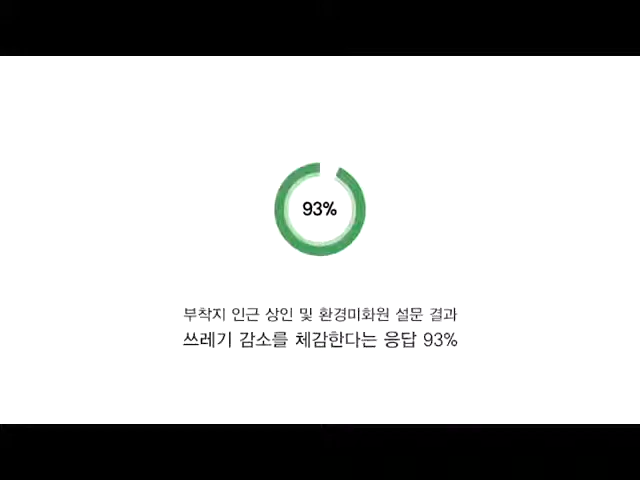 93%
부착지 인근 상인 및 환경미화원 설문 결과
쓰레기 감소를 체감한다는 응답 93%